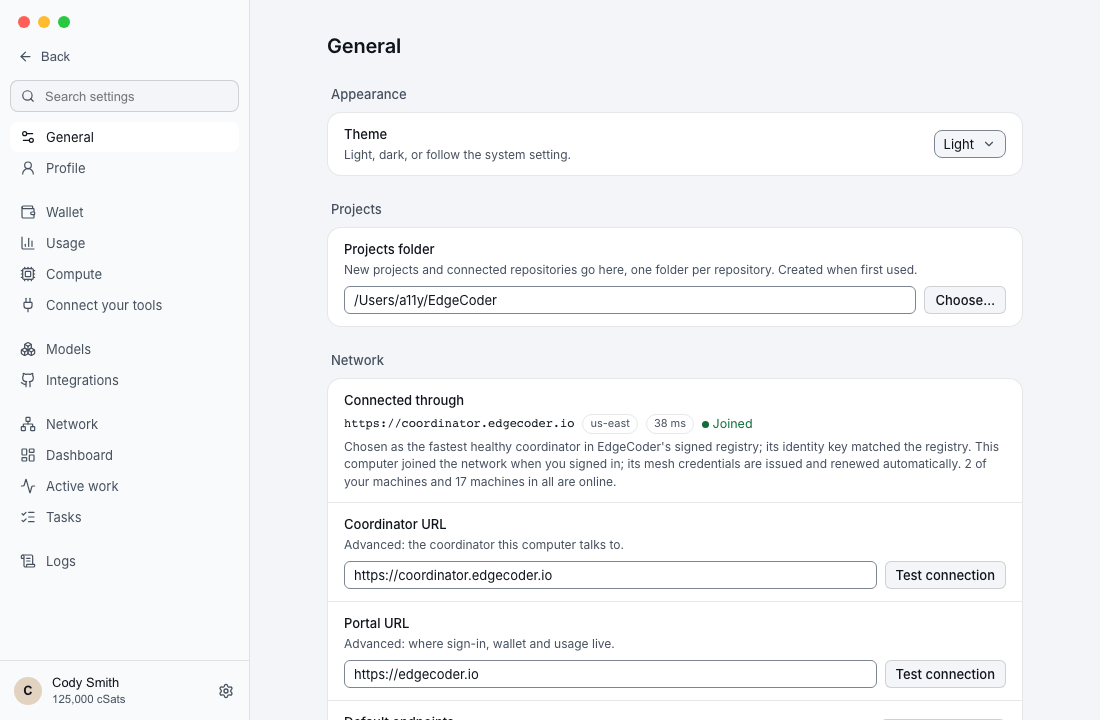 Back
Search settings
General
Profile
Wallet
Usage
Compute
Connect your tools
Models
Integrations
Network
Dashboard
Active work
Tasks
Logs
C
Cody Smith
125,000 cSats
General
Appearance
Theme
Light, dark, or follow the system setting.
Light
Projects
Projects folder
New projects and connected repositories go here, one folder per repository. Created when first used.
/Users/a11y/EdgeCoder
Choose...
Network
Connected through
https://coordinator.edgecoder.io us-east 38 ms Joined
Chosen as the fastest healthy coordinator in EdgeCoder's signed registry; its identity key matched the registry. This
computer joined the network when you signed in; its mesh credentials are issued and renewed automatically. 2 of
your machines and 17 machines in all are online.
Coordinator URL
Advanced: the coordinator this computer talks to.
https://coordinator.edgecoder.io
Test connection
Portal URL
Advanced: where sign-in, wallet and usage live.
https://edgecoder.io
Test connection